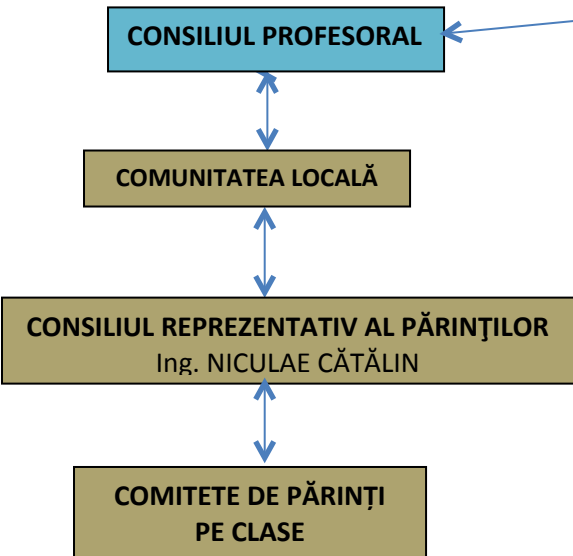 CONSILIUL PROFESORAL
COMUNITATEA LOCALĂ
CONSILIUL REPREZENTATIV AL PĂRINŢILOR
Ing. NICULAE CĂTĂLIN
COMITETE DE PĂRINȚI
PE CLASE